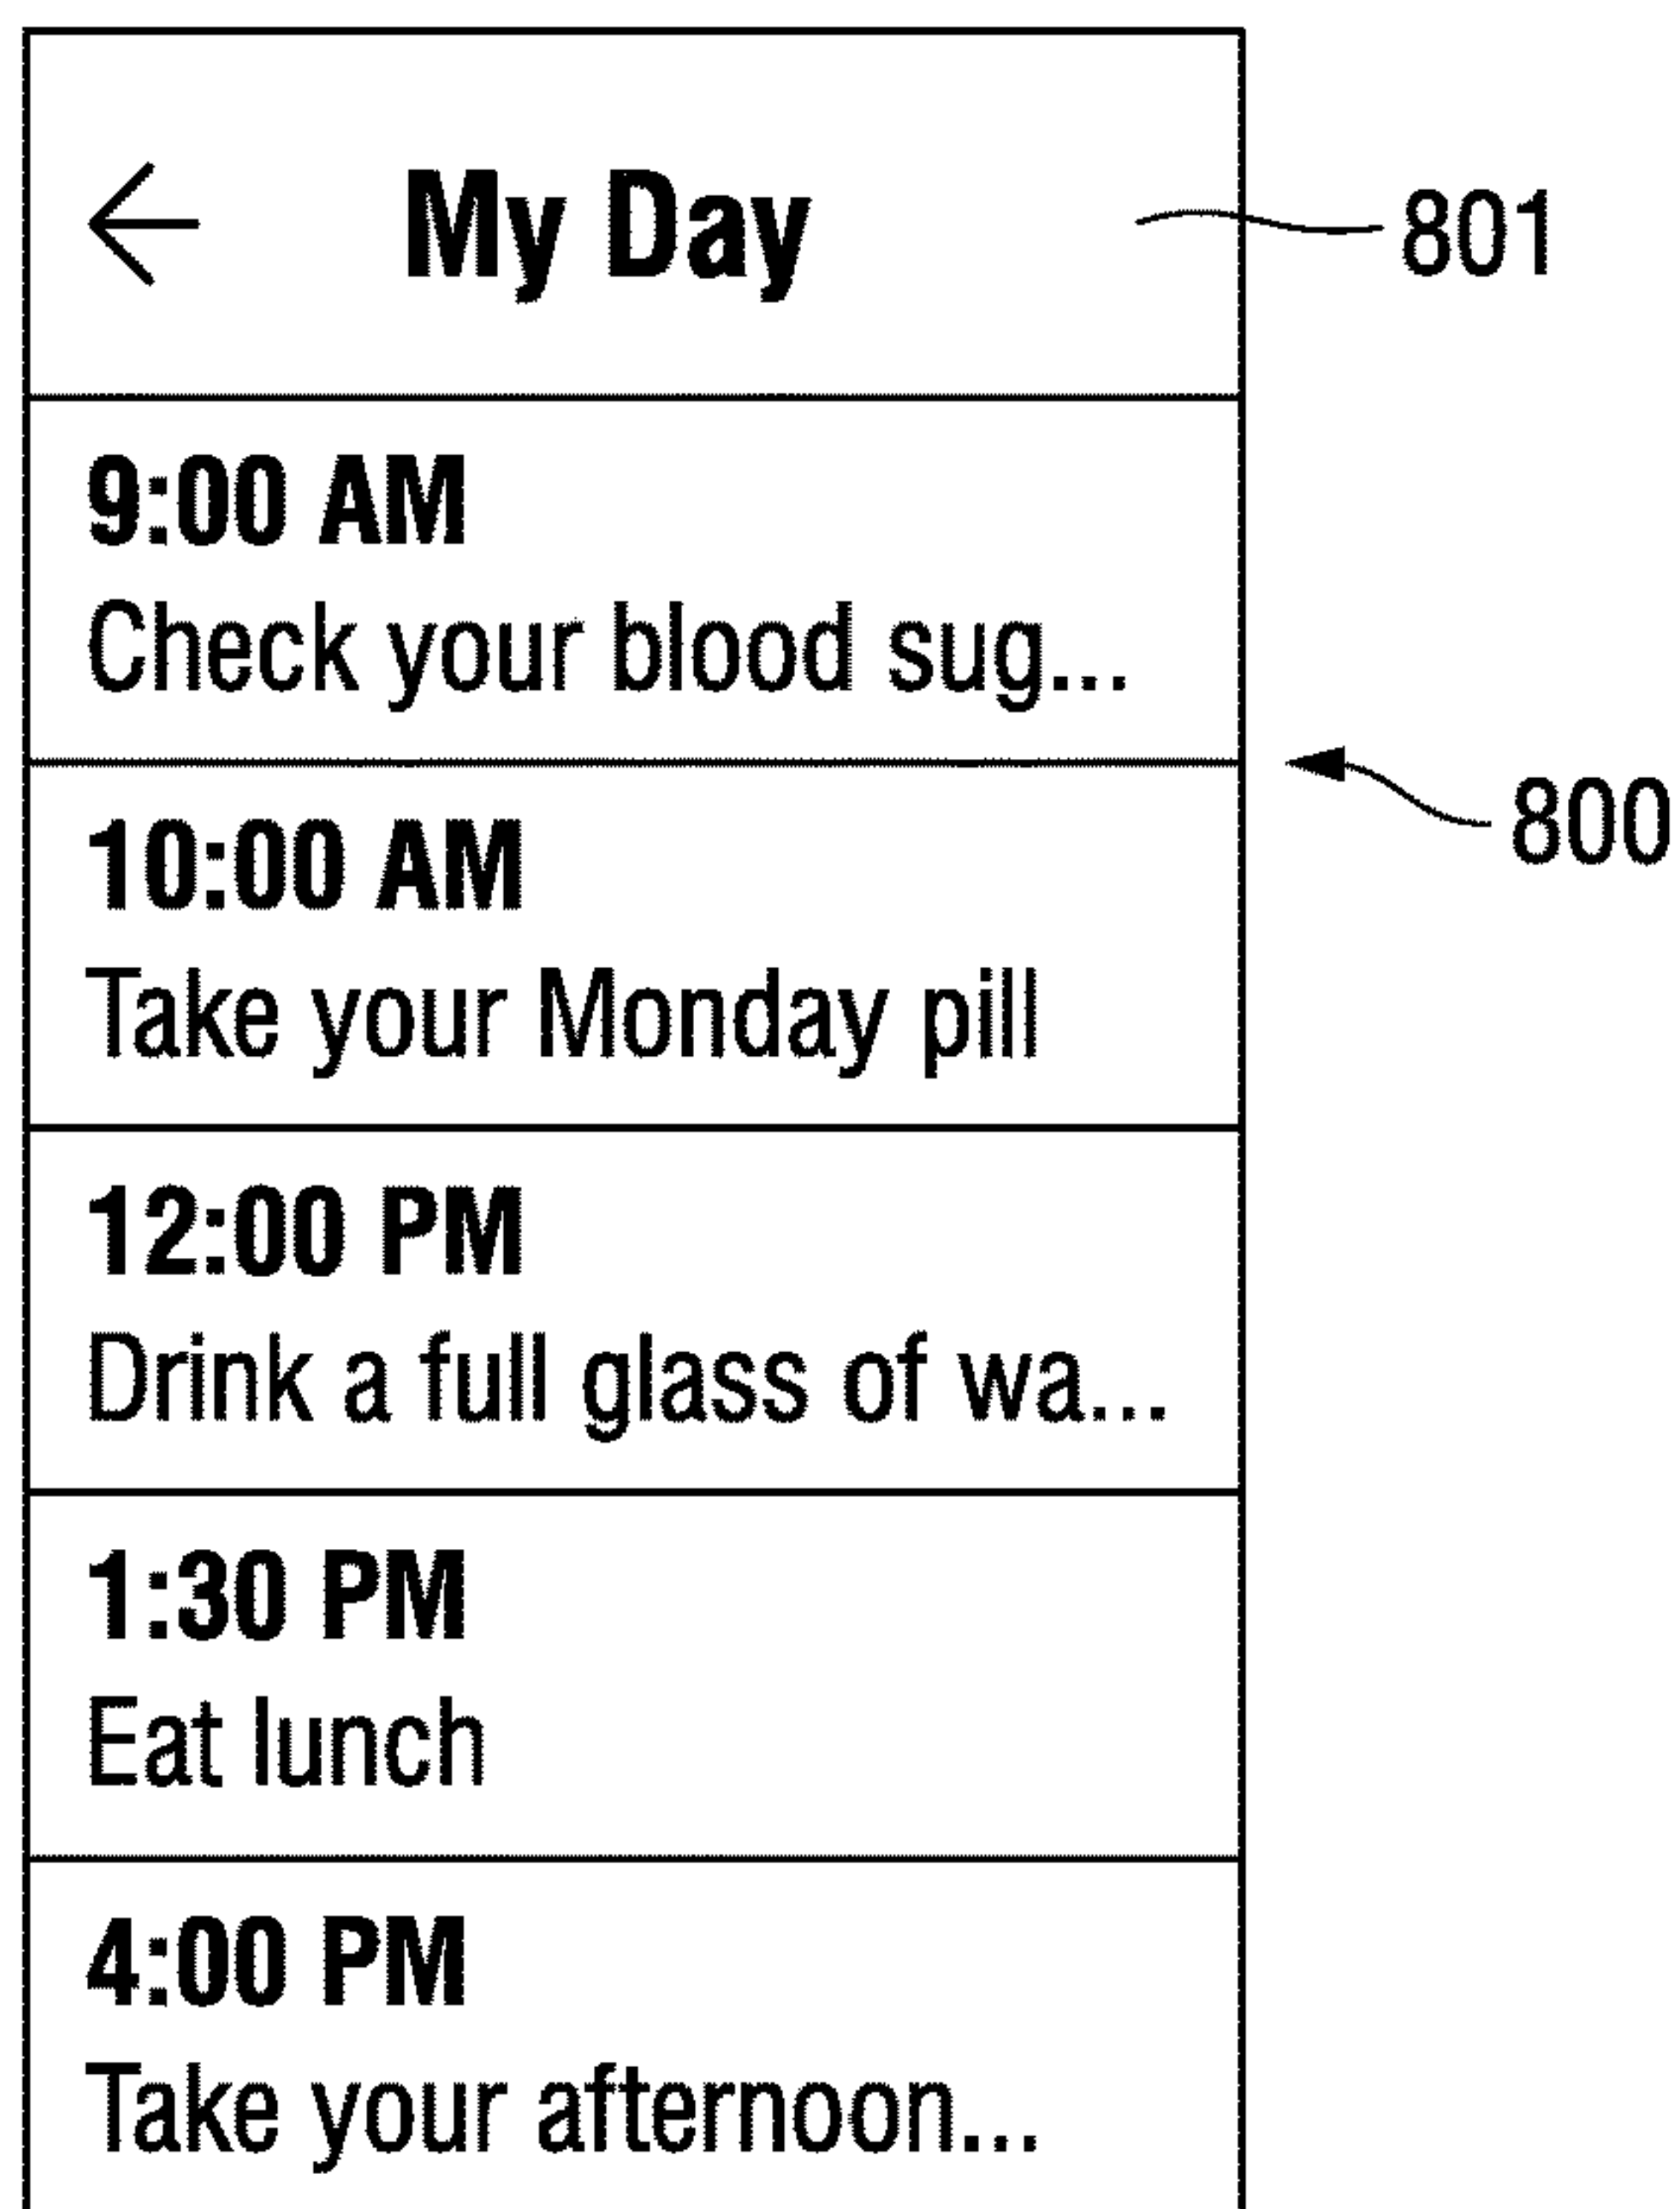 My Day
801
9:00 AM
Check your blood sug...
800
10:00 AM
Take your Monday pill
12:00 PM
Drink a full glass of wa...
1:30 PM
Eat lunch
4:00 PM
Take your afternoon...